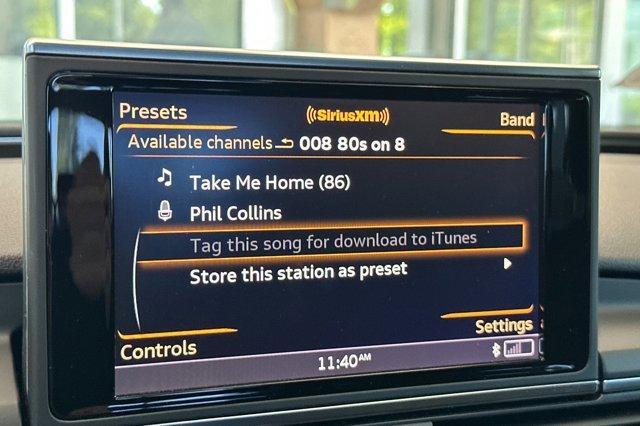 Presets
((SiriusXM))
Band
Available channels 008 80s on 8
Take Me Home (86)
Phil Collins
Tag this song for download to iTunes
Store this station as preset
Settings
Controls
11:40AM